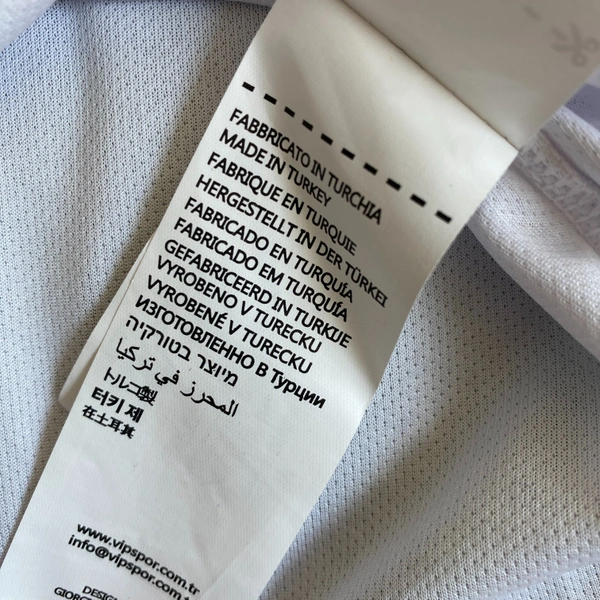 FABBRICATO IN TURCHIA
MADE IN TURKEY
FABRIQUE EN TURQUIE
HERGESTELLT IN DER TÜRKEI
FABRICADO EN TURQUÍA
FABRICADO EM TURQUÍA
GEFABRICEERD IN TURKIJE
VYROBENO V TURECKU
VYROBENÉ V TURECKU
ИЗГОТОВЛЕННО В Турции
מיוצר בטורקיה
المحرز في تركيا
トルコ製
터키 제
在土耳其
www.vipspor.com.tr
info@vipspor.com.tr